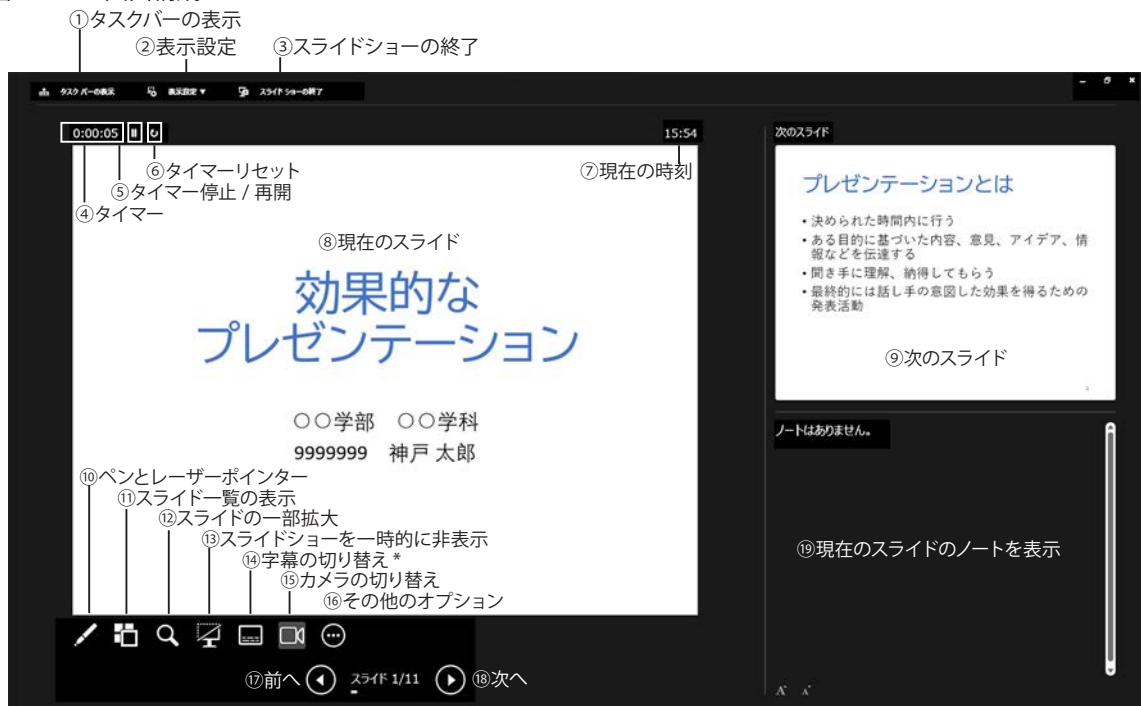 ①タスクバーの表示
②表示設定
③スライドショーの終了
タスク バーの表示 表示設定 ▼ スライド ショーの終了
0:00:05
15:54
次のスライド
⑥タイマーリセット
⑦現在の時刻
⑤タイマー停止 / 再開
④タイマー
⑧現在のスライド
効果的な
プレゼンテーション
〇〇学部 〇〇学科
9999999 神戸 太郎
プレゼンテーションとは
• 決められた時間内に行う
• ある目的に基づいた内容、意見、アイデア、情
報などを伝達する
• 聞き手に理解、納得してもらう
• 最終的には話し手の意図した効果を得るための
発表活動
⑨次のスライド
2
ノートはありません。
⑲現在のスライドのノートを表示
⑩ペンとレーザーポインター
⑪スライド一覧の表示
⑫スライドの一部拡大
⑬スライドショーを一時的に非表示
⑭字幕の切り替え *
⑮カメラの切り替え
⑯その他のオプション
⑰前へ
スライド 1/11
⑱次へ
A A